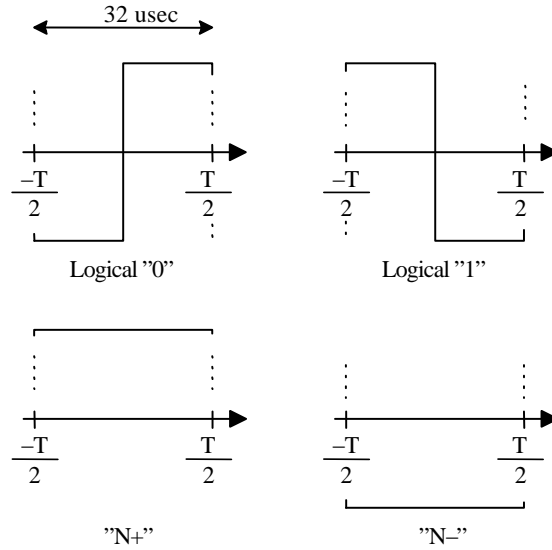 32 usec
–T
2
T
2
–T
2
T
2
Logical ”0”
Logical ”1”
–T
2
T
2
–T
2
T
2
”N+”
”N–”